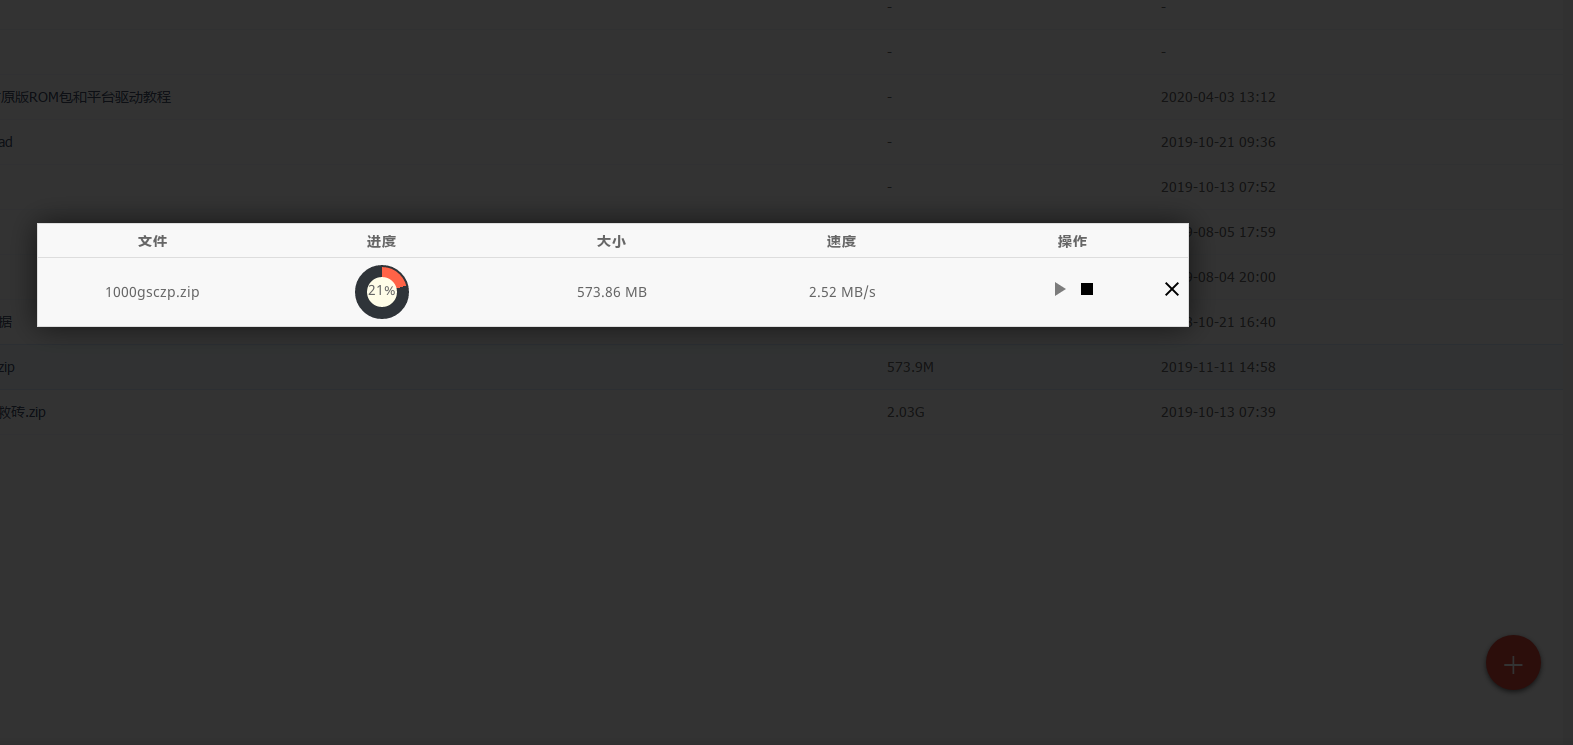 - -
- -
原版ROM包和平台驱动教程 - 2020-04-03 13:12
ad - 2019-10-21 09:36
- 2019-10-13 07:52
文件 进度 大小 速度 操作
-08-05 17:59
1000gsczp.zip 21% 573.86 MB 2.52 MB/s
-08-04 20:00
据 -10-21 16:40
zip 573.9M 2019-11-11 14:58
救砖.zip 2.03G 2019-10-13 07:39